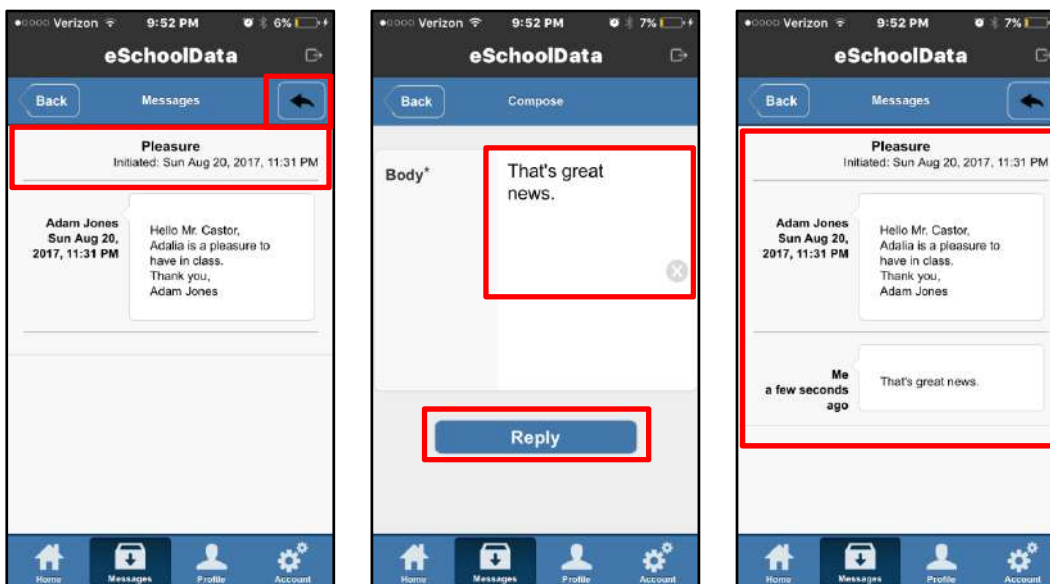 Verizon 9:52 PM 6%
eSchoolData
Back Messages
Pleasure
Initiated: Sun Aug 20, 2017, 11:31 PM
Adam Jones
Sun Aug 20,
2017, 11:31 PM
Hello Mr. Castor,
Adalia is a pleasure to
have in class.
Thank you,
Adam Jones
Home Messages Profile Account
Verizon 9:52 PM 7%
eSchoolData
Back Compose
Body*
That's great
news.
Reply
Home Messages Profile Account
Verizon 9:52 PM 7%
eSchoolData
Back Messages
Pleasure
Initiated: Sun Aug 20, 2017, 11:31 PM
Adam Jones
Sun Aug 20,
2017, 11:31 PM
Hello Mr. Castor,
Adalia is a pleasure to
have in class.
Thank you,
Adam Jones
Me
a few seconds
ago
That's great news.
Home Messages Profile Account